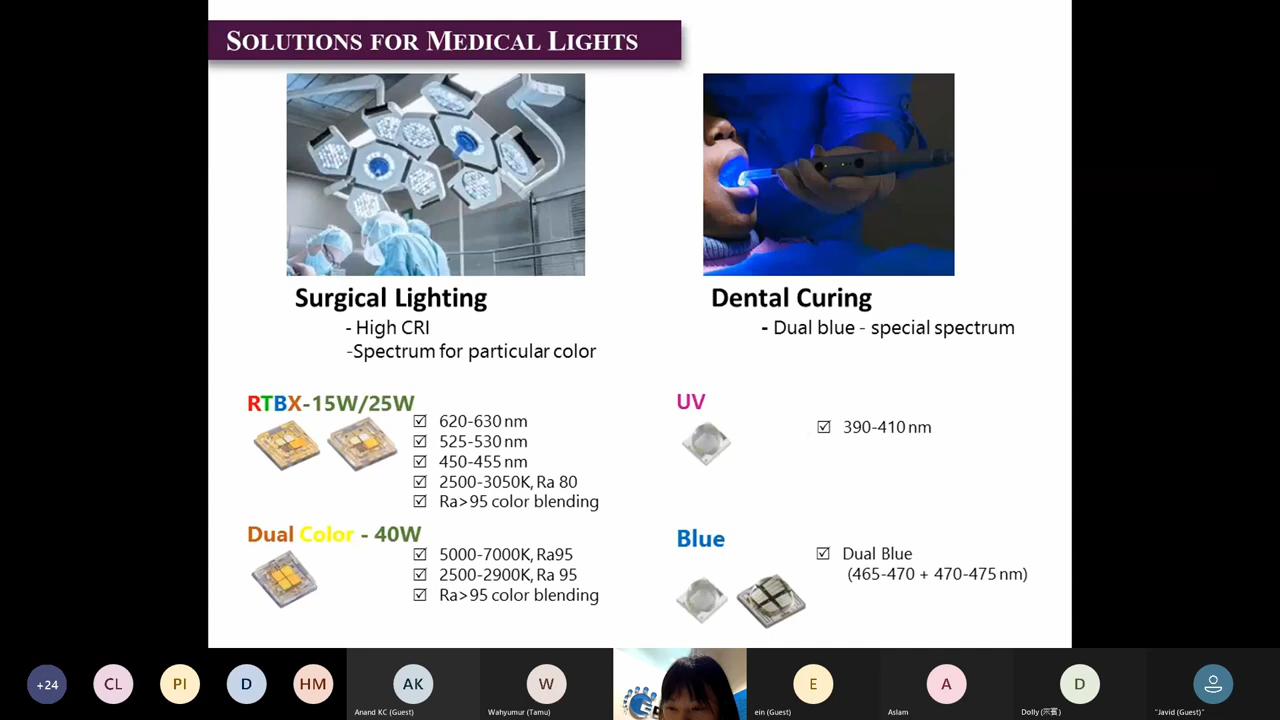 SOLUTIONS FOR MEDICAL LIGHTS
Surgical Lighting
- High CRI
-Spectrum for particular color
Dental Curing
- Dual blue - special spectrum
RTBX-15W/25W
620-630 nm
525-530 nm
450-455 nm
2500-3050K, Ra 80
Ra>95 color blending
Dual Color - 40W
5000-7000K, Ra95
2500-2900K, Ra 95
Ra>95 color blending
UV
390-410 nm
Blue
Dual Blue
(465-470 + 470-475 nm)
+24
CL
PI
D
HM
AK
Anand KC (Guest)
W
Wahyumur (Tamu)
E
ein (Guest)
A
Aslam
D
"Javid (Guest)"